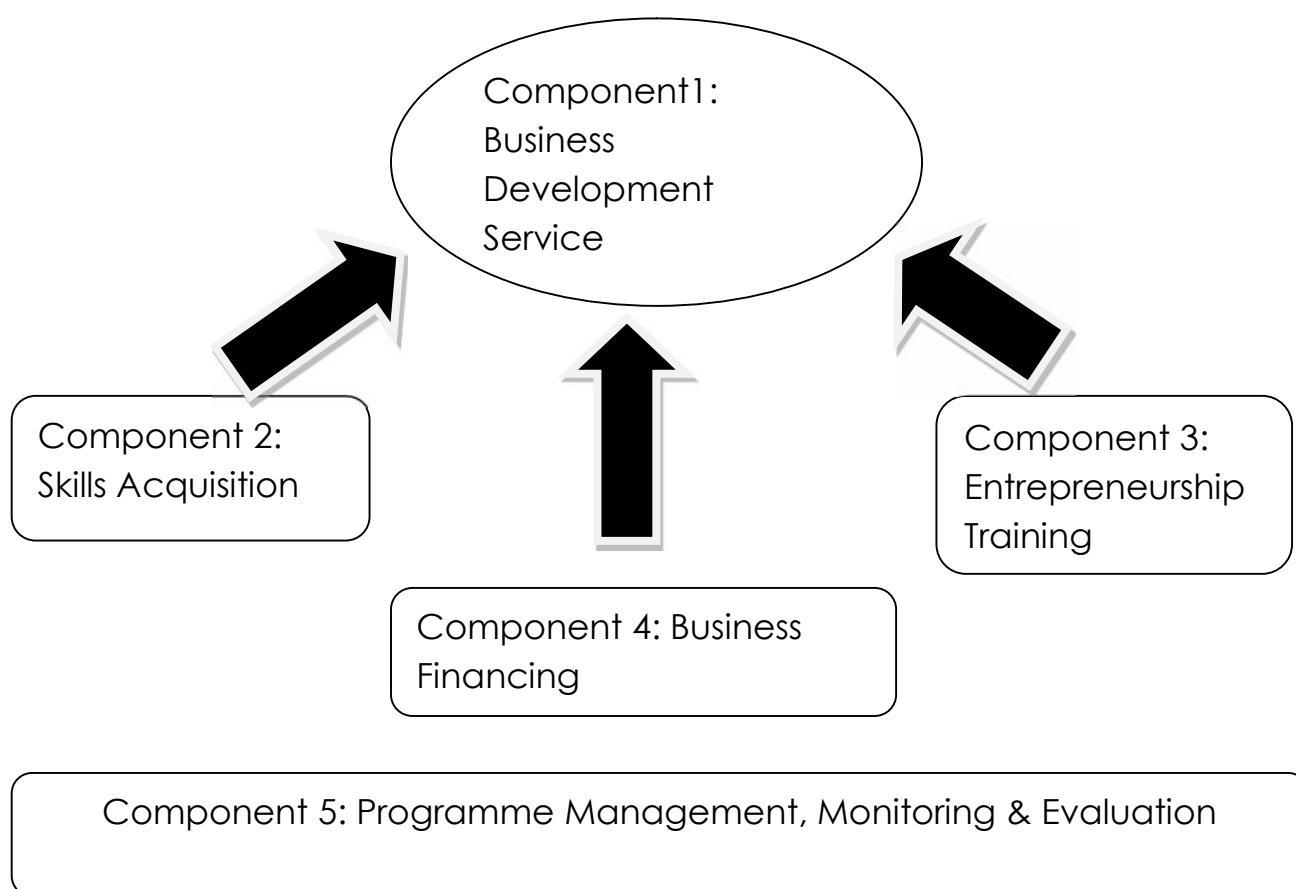 Component1:
Business
Development
Service
Component 2:
Skills Acquisition
Component 3:
Entrepreneurship
Training
Component 4: Business
Financing
Component 5: Programme Management, Monitoring & Evaluation